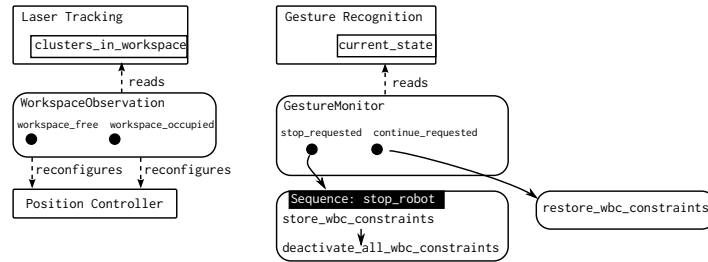 Laser Tracking
clusters_in_workspace
reads
WorkspaceObservation
workspace_free workspace_occupied
reconfigures reconfigures
Position Controller
Gesture Recognition
current_state
reads
GestureMonitor
stop_requested continue_requested
Sequence: stop_robot
store_wbc_constraints
deactivate_all_wbc_constraints
restore_wbc_constraints